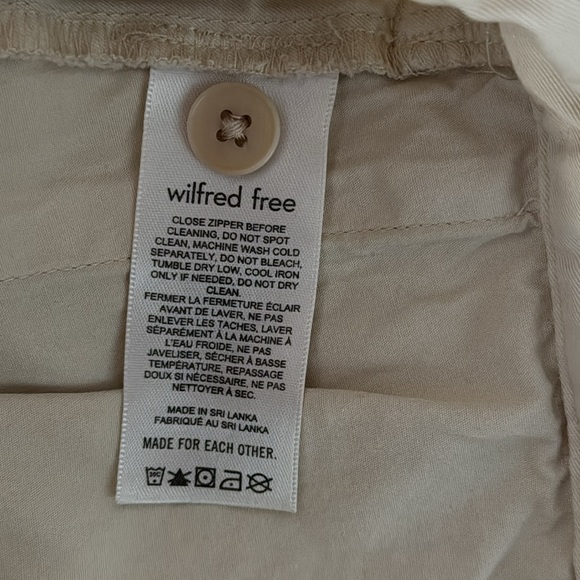 wilfred free
CLOSE ZIPPER BEFORE
CLEANING, DO NOT SPOT
CLEAN, MACHINE WASH COLD
SEPARATELY, DO NOT BLEACH,
TUMBLE DRY LOW, COOL IRON
ONLY IF NEEDED, DO NOT DRY
CLEAN.
FERMER LA FERMETURE ÉCLAIR
AVANT DE LAVER, NE PAS
ENLEVER LES TACHES, LAVER
SÉPARÉMENT À LA MACHINE À
L'EAU FROIDE, NE PAS
JAVELISER, SÉCHER À BASSE
TEMPÉRATURE, REPASSAGE
DOUX SI NÉCESSAIRE, NE PAS
NETTOYER À SEC.
MADE IN SRI LANKA
FABRIQUÉ AU SRI LANKA
MADE FOR EACH OTHER.
30C